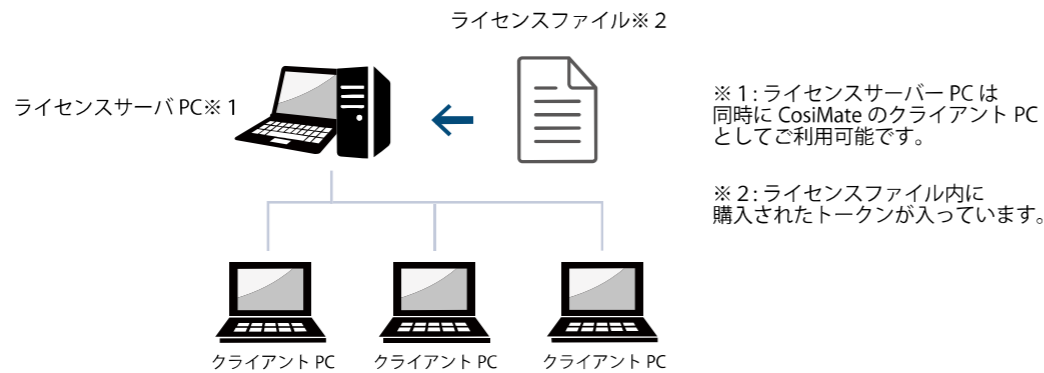 ライセンスファイル※2
ライセンスサーバ PC※1
※1: ライセンスサーバー PC は
同時に CosiMate のクライアント PC
としてご利用可能です。
※2: ライセンスファイル内に
購入されたトークンが入っています。
クライアント PC
クライアント PC
クライアント PC